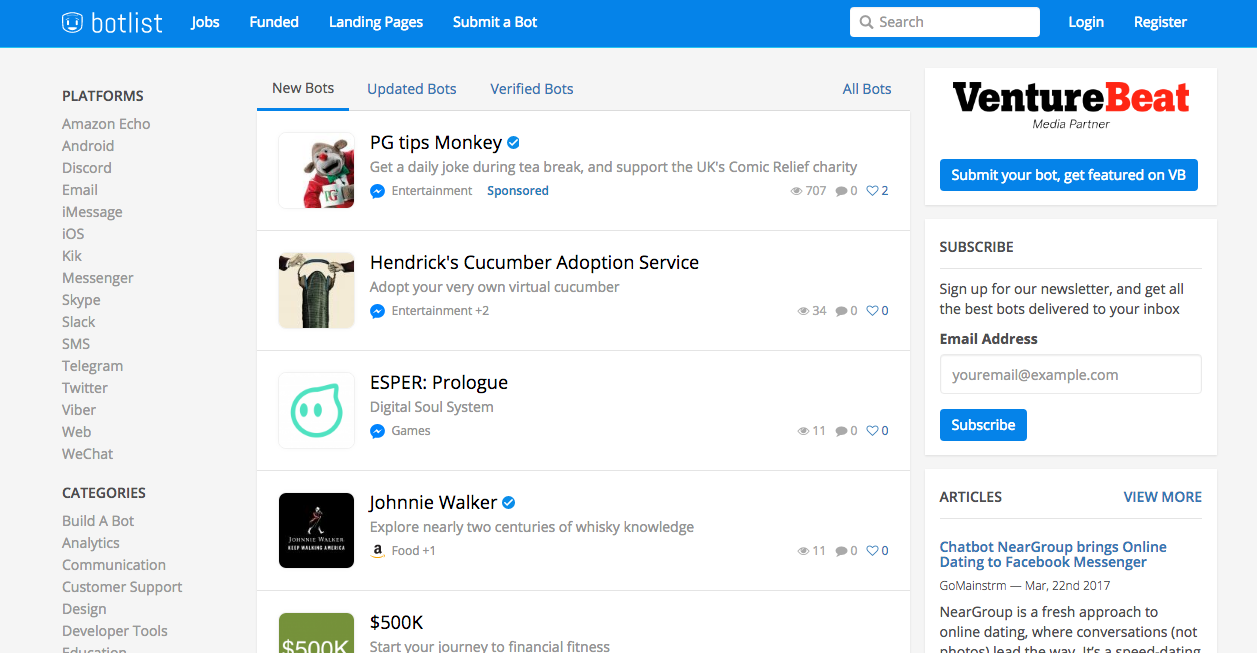 botlist Jobs Funded Landing Pages Submit a Bot Search Login Register
PLATFORMS
Amazon Echo
Android
Discord
Email
iMessage
iOS
Kik
Messenger
Skype
Slack
SMS
Telegram
Twitter
Viber
Web
WeChat
CATEGORIES
Build A Bot
Analytics
Communication
Customer Support
Design
Developer Tools
Education
New Bots Updated Bots Verified Bots All Bots
PG tips Monkey
Get a daily joke during tea break, and support the UK's Comic Relief charity
Entertainment Sponsored 707 0 2
Hendrick's Cucumber Adoption Service
Adopt your very own virtual cucumber
Entertainment +2 34 0 0
ESPER: Prologue
Digital Soul System
Games 11 0 0
JOHNNIE WALKER
KEEP WALKING AMERICA
Johnnie Walker
Explore nearly two centuries of whisky knowledge
a Food +1 11 0 0
$500K
$500K
Start your journey to financial fitness
VentureBeat
Media Partner
Submit your bot, get featured on VB
SUBSCRIBE
Sign up for our newsletter, and get all
the best bots delivered to your inbox
Email Address
youremail@example.com
Subscribe
ARTICLES VIEW MORE
Chatbot NearGroup brings Online
Dating to Facebook Messenger
GoMainstrm — Mar, 22nd 2017
NearGroup is a fresh approach to
online dating, where conversations (not
photos) lead the way. It's a speed-dating